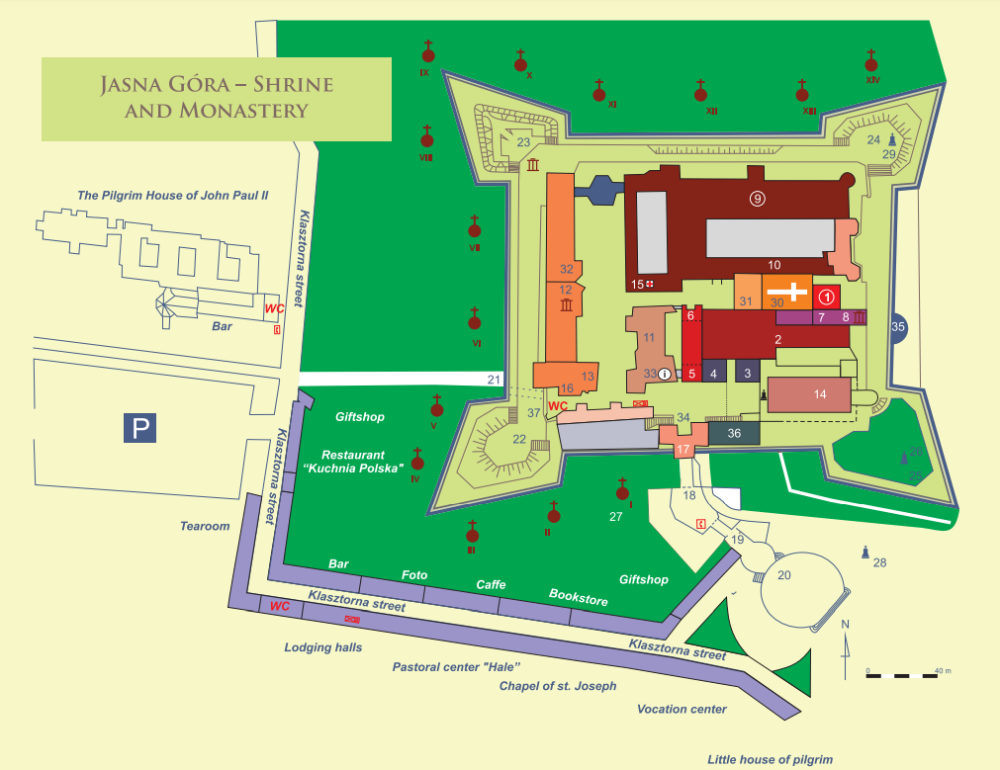 JASNA GÓRA – SHRINE
AND MONASTERY
IX
X
XI
XII
XIII
XIV
VIII
VII
VI
V
IV
III
II
I
23
24
29
9
32
12
10
15
31
30
1
7
8
6
2
11
35
33
i
5
4
3
13
16
14
21
WC
37
34
36
22
17
25
26
27
18
19
20
28
The Pilgrim House of John Paul II
Klasztorna street
WC
Bar
P
Giftshop
Restaurant
“Kuchnia Polska"
Klasztorna street
Tearoom
Bar
Foto
Caffe
Bookstore
Giftshop
Klasztorna street
WC
Klasztorna street
Lodging halls
Pastoral center "Hale”
Chapel of st. Joseph
Vocation center
Little house of pilgrim
N
0
40 m